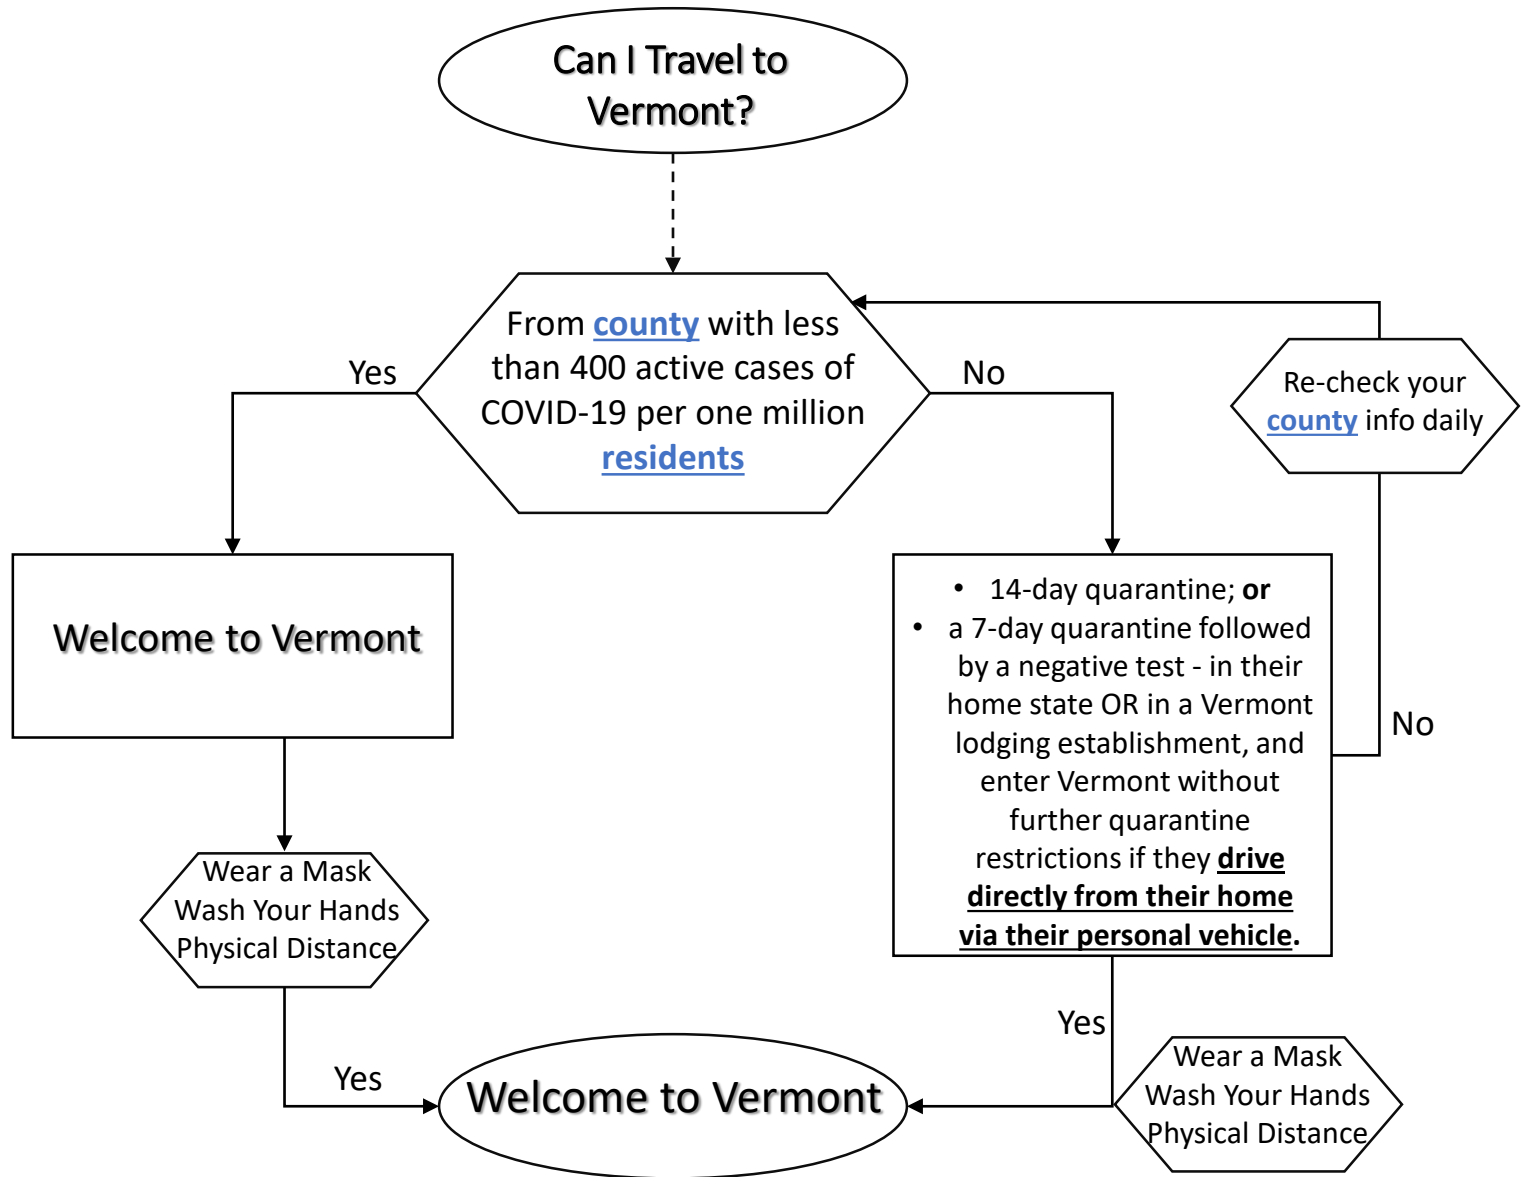 Can I Travel to
Vermont?
From county with less
than 400 active cases of
COVID-19 per one million
residents
Yes
No
Re-check your
county info daily
Welcome to Vermont
• 14-day quarantine; or
• a 7-day quarantine followed
by a negative test - in their
home state OR in a Vermont
lodging establishment, and
enter Vermont without
further quarantine
restrictions if they drive
directly from their home
via their personal vehicle.
No
Wear a Mask
Wash Your Hands
Physical Distance
Yes
Yes
Welcome to Vermont
Wear a Mask
Wash Your Hands
Physical Distance